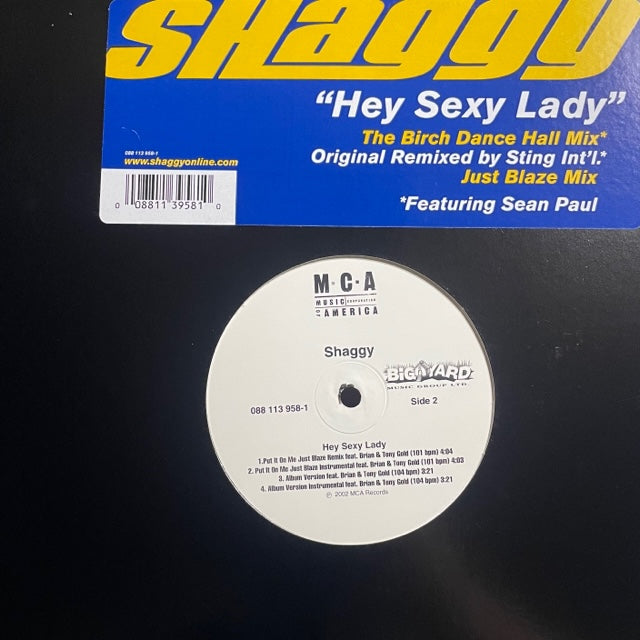 SHaGGY
“Hey Sexy Lady”
The Birch Dance Hall Mix*
Original Remixed by Sting Int'l.*
Just Blaze Mix
*Featuring Sean Paul
088 113 958-1
www.shaggyonline.com
0 08811 39581 0
M·C·A
MUSIC CORPORATION
OF AMERICA
Shaggy
BIGYARD
MUSIC GROUP LTD.
088 113 958-1
Side 2
Hey Sexy Lady
1.Put It On Me Just Blaze Remix feat. Brian & Tony Gold (101 bpm) 4:04
2. Put It On Me Just Blaze Instrumental feat. Brian & Tony Gold (101 bpm) 4:03
3. Album Version feat. Brian & Tony Gold (104 bpm) 3:21
4. Album Version Instrumental feat. Brian & Tony Gold (104 bpm) 3:21
℗ 2002 MCA Records